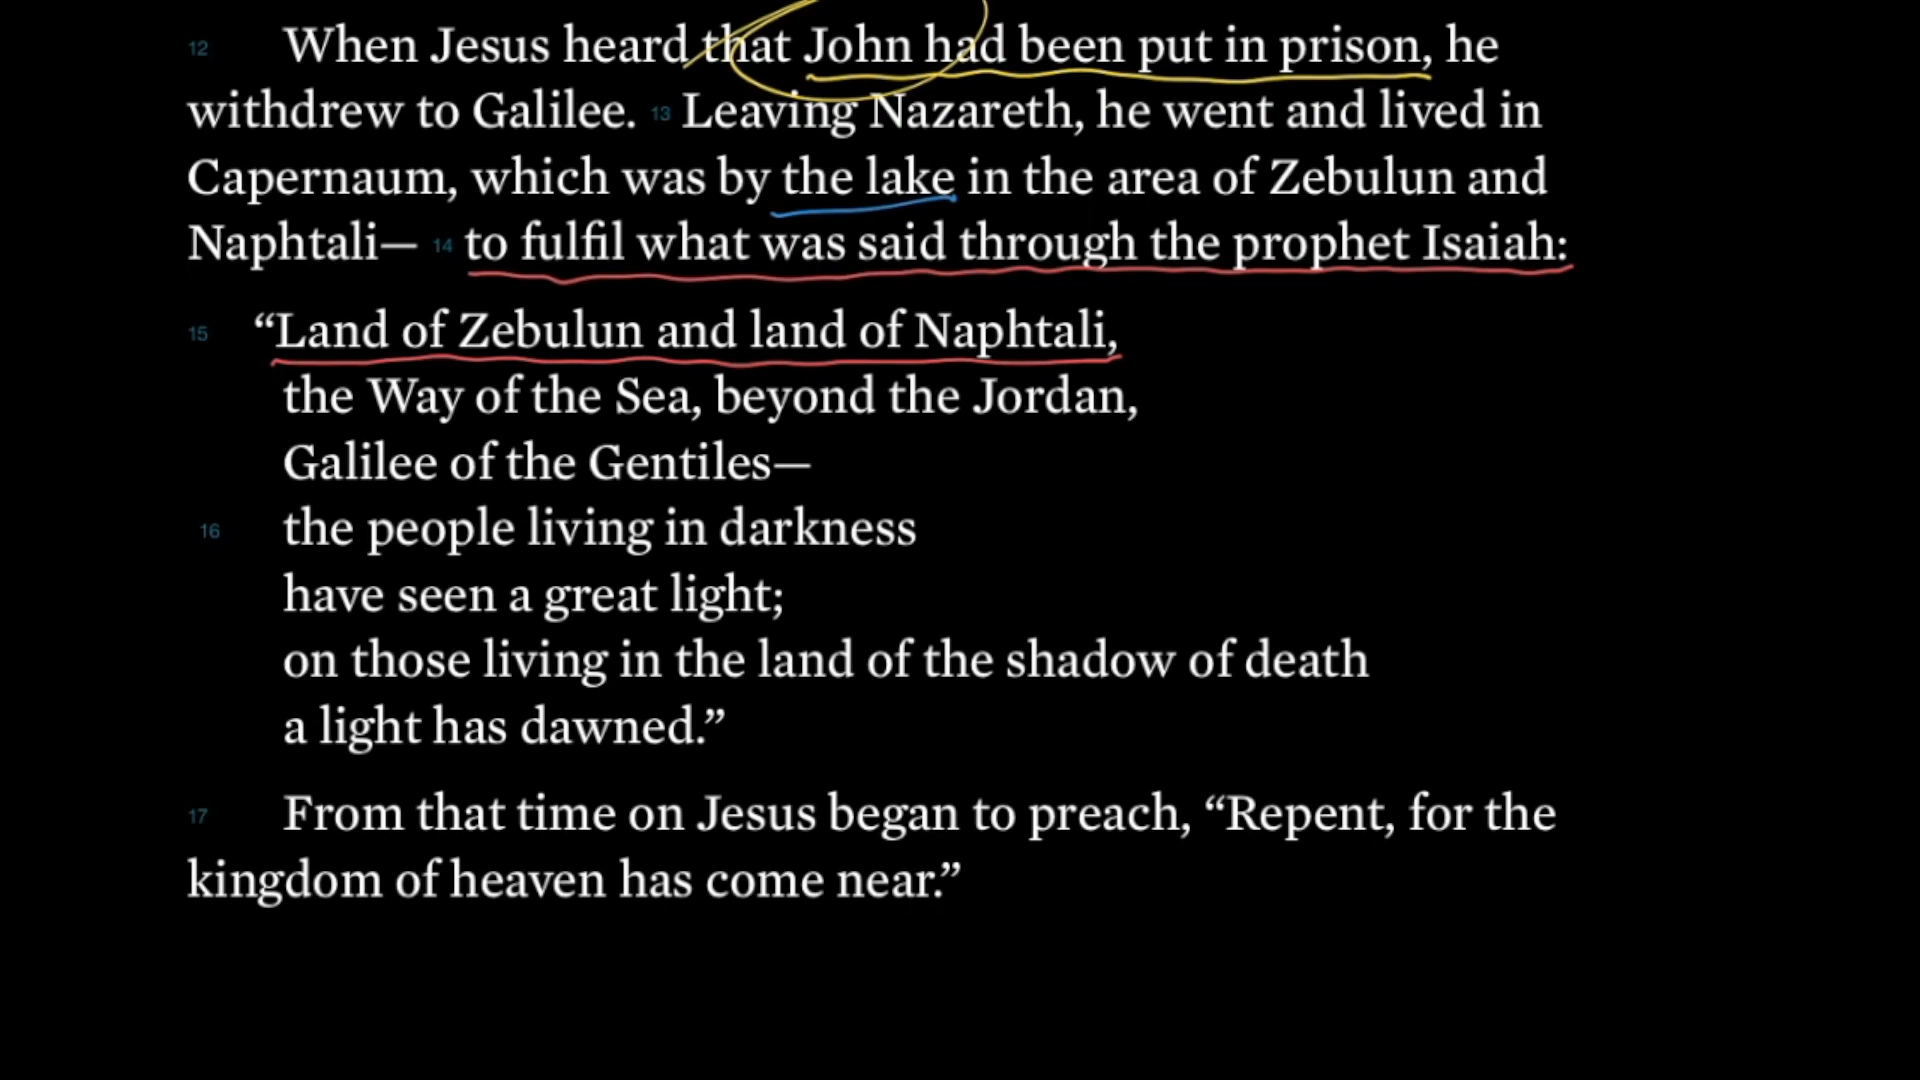 12 When Jesus heard that John had been put in prison, he
withdrew to Galilee. 13 Leaving Nazareth, he went and lived in
Capernaum, which was by the lake in the area of Zebulun and
Naphtali— 14 to fulfil what was said through the prophet Isaiah:
15 “Land of Zebulun and land of Naphtali,
the Way of the Sea, beyond the Jordan,
Galilee of the Gentiles—
16 the people living in darkness
have seen a great light;
on those living in the land of the shadow of death
a light has dawned.”
17 From that time on Jesus began to preach, “Repent, for the
kingdom of heaven has come near.”